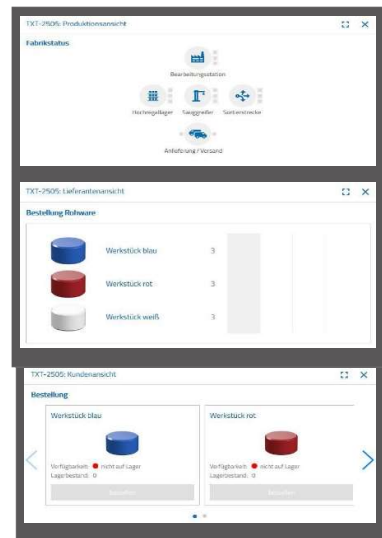 TXT-2505: Produktionsansicht
Fabrikstatus
Bearbeitungsstation
Hochregallager Sauggreifer Sortierstrecke
Anlieferung / Versand
TXT-2505: Lieferantenansicht
Bestellung Rohware
Werkstück blau 3
Werkstück rot 3
Werkstück weiß 3
TXT-2505: Kundenansicht
Bestellung
Werkstück blau Werkstück rot
Verfügbarkeit: nicht auf Lager Verfügbarkeit: nicht auf Lager
Lagerbestand: 0 Lagerbestand: 0